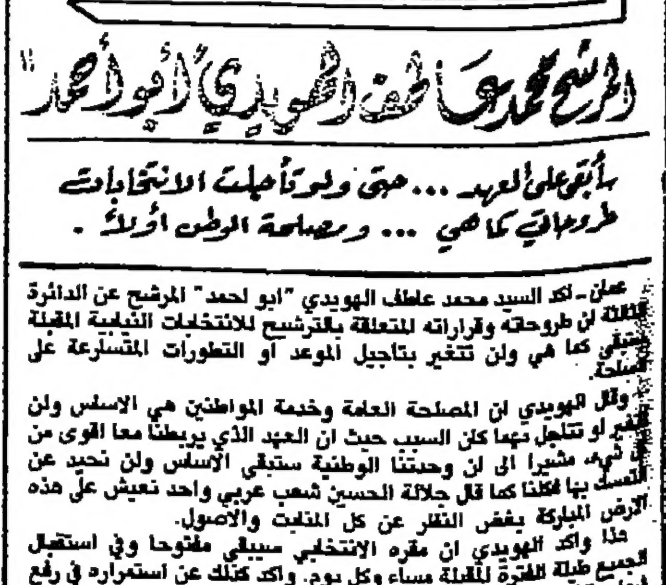 المرشح محمد عاطف الهويدي "أبو أحمد"
سأبقى على العهد ... حتى ولو تأجلت الانتخابات
طروحاتي كما هي ... ومصلحة الوطن أولاً .
عمان - اكد السيد محمد عاطف الهويدي "ابو احمد" المرشح عن الدائرة
الثالثة ان طروحاته وقراراته المتعلقة بالترشيح للانتخابات النيابية المقبلة
ستبقى كما هي ولن تتغير بتأجيل الموعد او التطورات المتسارعة على
الساحة.
وقال الهويدي ان المصلحة العامة وخدمة المواطنين هي الاساس ولن
تتغير او تتاجل مهما كان السبب حيث ان العهد الذي يربطنا معا اقوى من
اي شيء، مشيرا الى ان وحدتنا الوطنية ستبقى الاساس ولن نحيد عن
التمسك بها فكلنا كما قال جلالة الحسين شعب عربي واحد نعيش على هذه
الارض المباركة بغض النظر عن كل المنابت والاصول.
هذا واكد الهويدي ان مقره الانتخابي سيبقى مفتوحا وفي استقبال
الجميع طيلة الفترة المقبلة مساء كل يوم. واكد كذلك عن استمراره في رفع